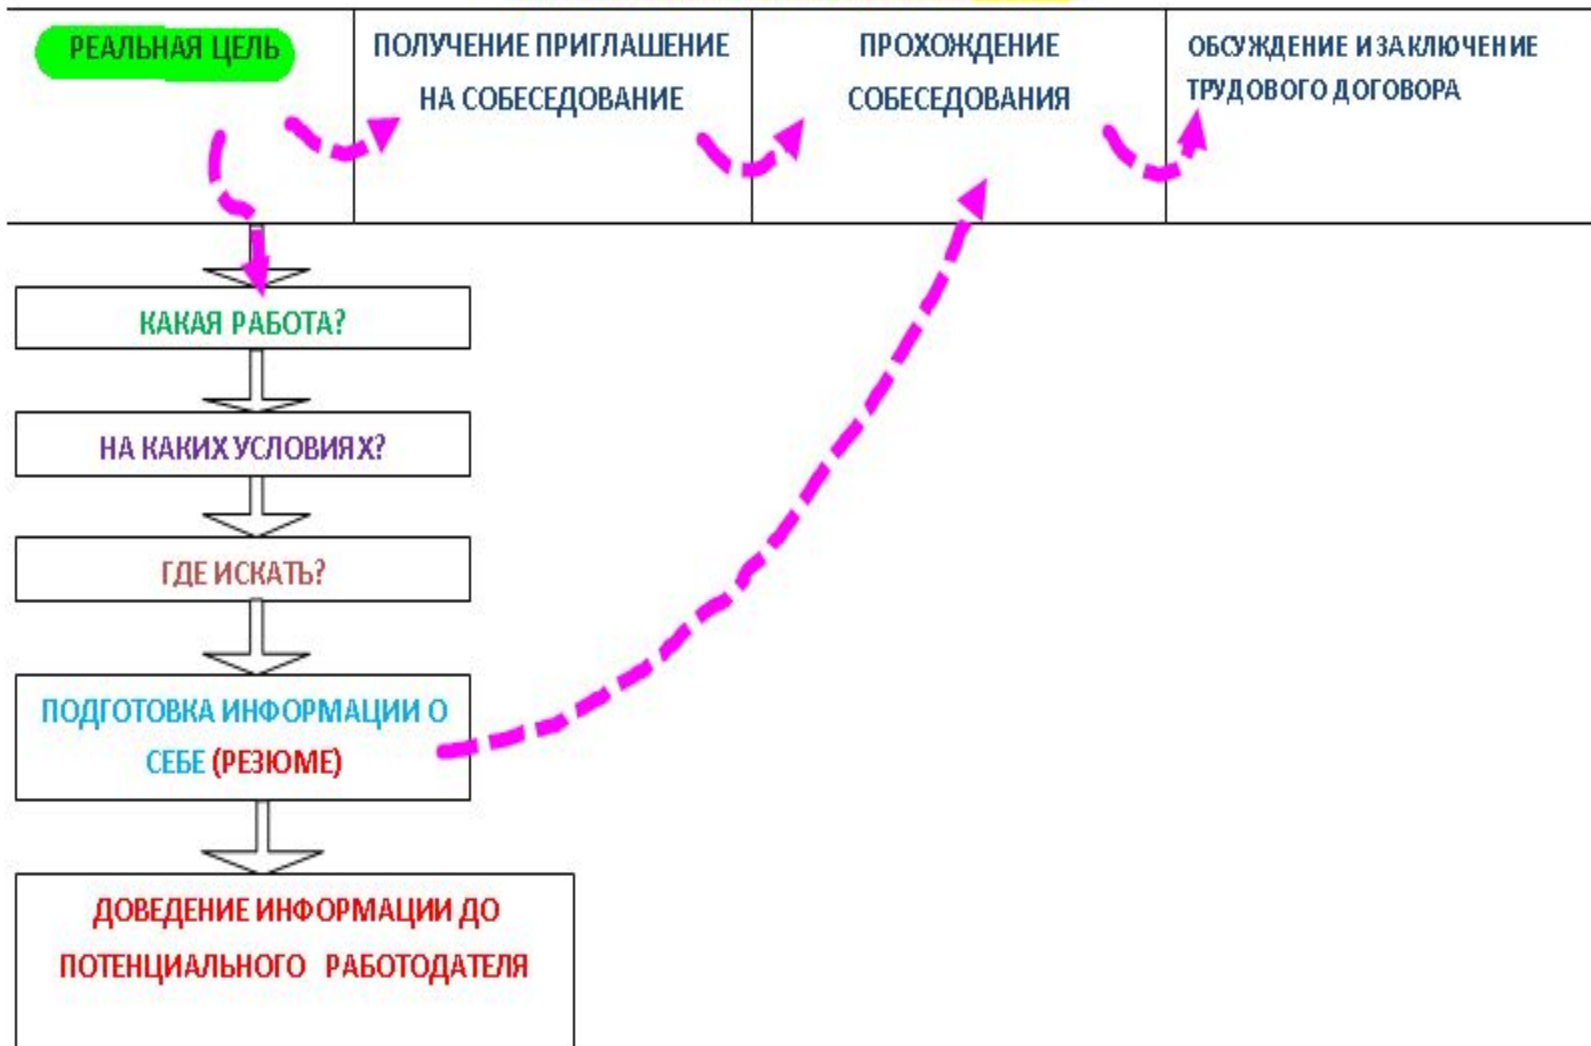 РЕАЛЬНАЯ ЦЕЛЬ
ПОЛУЧЕНИЕ ПРИГЛАШЕНИЕ
НА СОБЕСЕДОВАНИЕ
ПРОХОЖДЕНИЕ
СОБЕСЕДОВАНИЯ
ОБСУЖДЕНИЕ И ЗАКЛЮЧЕНИЕ
ТРУДОВОГО ДОГОВОРА
КАКАЯ РАБОТА?
НА КАКИХ УСЛОВИЯХ?
ГДЕ ИСКАТЬ?
ПОДГОТОВКА ИНФОРМАЦИИ О
СЕБЕ (РЕЗЮМЕ)
ДОВЕДЕНИЕ ИНФОРМАЦИИ ДО
ПОТЕНЦИАЛЬНОГО РАБОТОДАТЕЛЯ